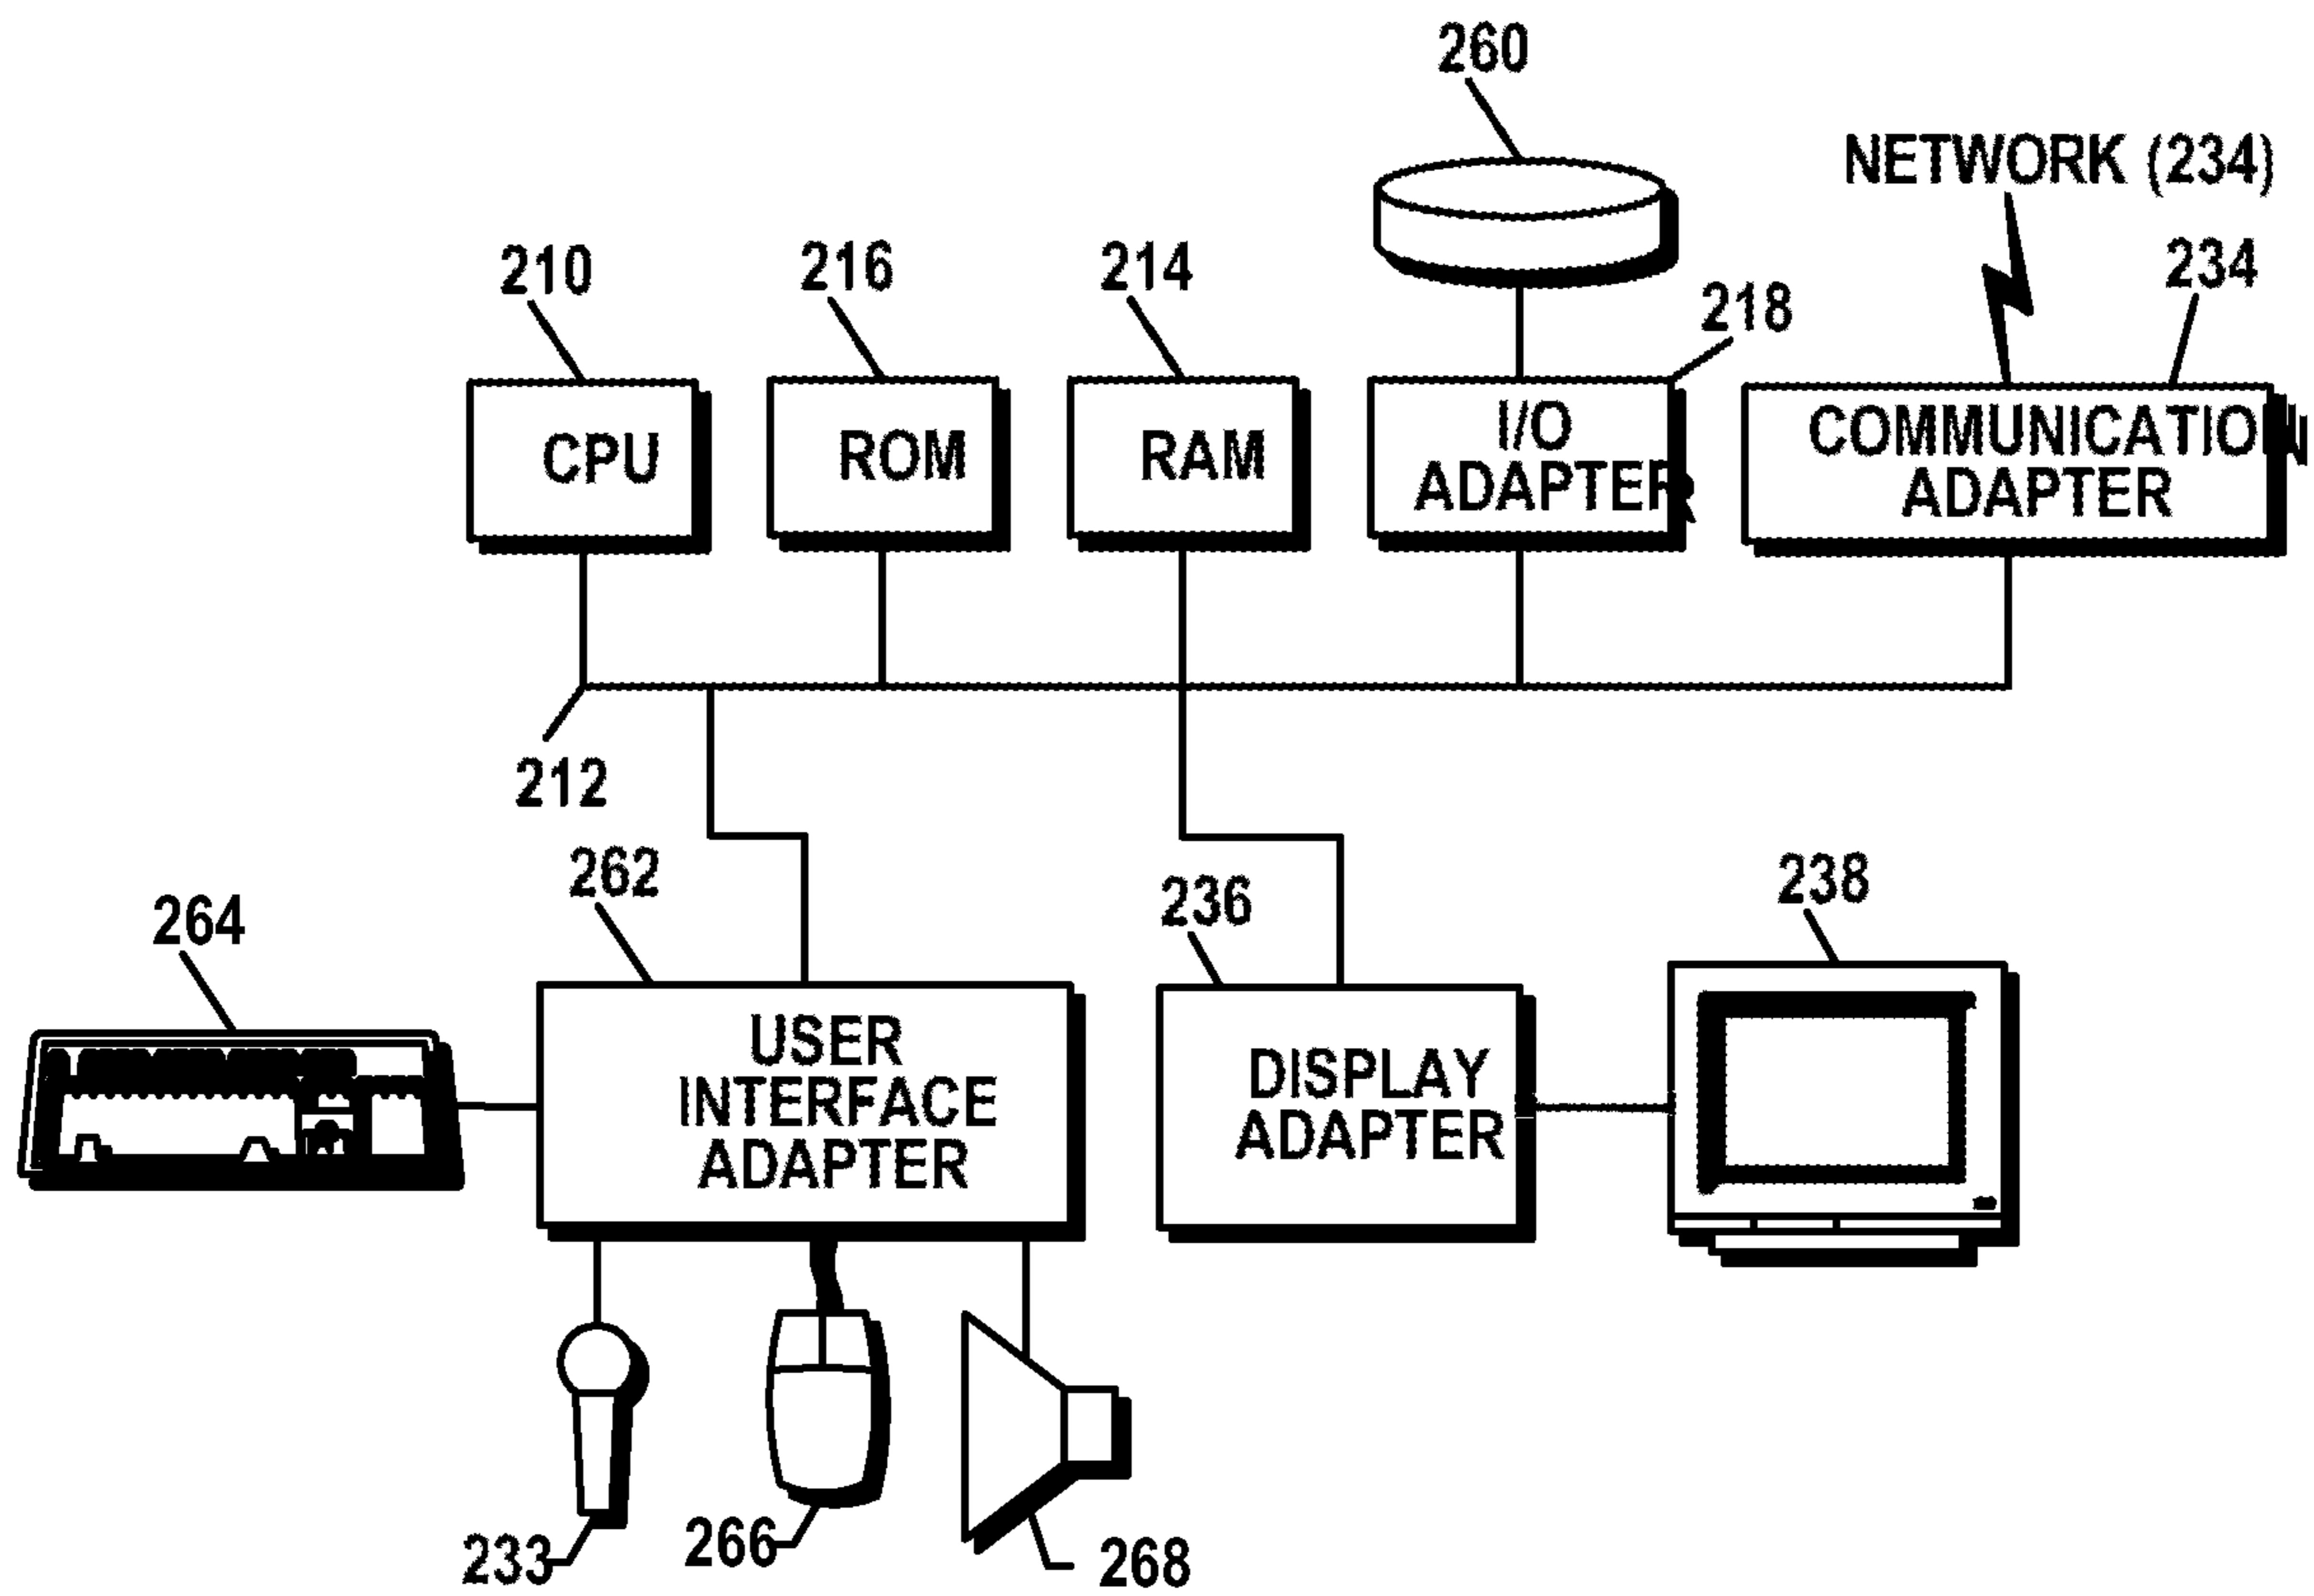 260
NETWORK (234)
210
216
214
218
234
CPU
ROM
RAM
I/O
ADAPTER
COMMUNICATION
ADAPTER
212
262
236
238
264
USER
INTERFACE
ADAPTER
DISPLAY
ADAPTER
233
266
268